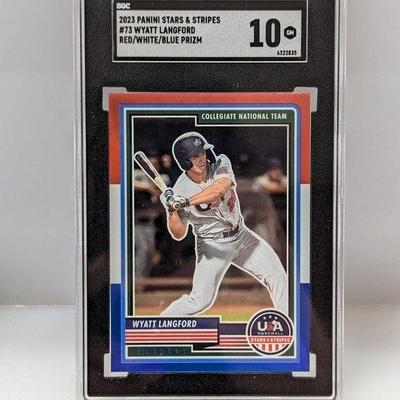 SGC
2023 PANINI STARS & STRIPES
#73 WYATT LANGFORD
RED/WHITE/BLUE PRIZM
10 GM
6322835
COLLEGIATE NATIONAL TEAM
WYATT LANGFORD
USA
BASEBALL
STARS & STRIPES